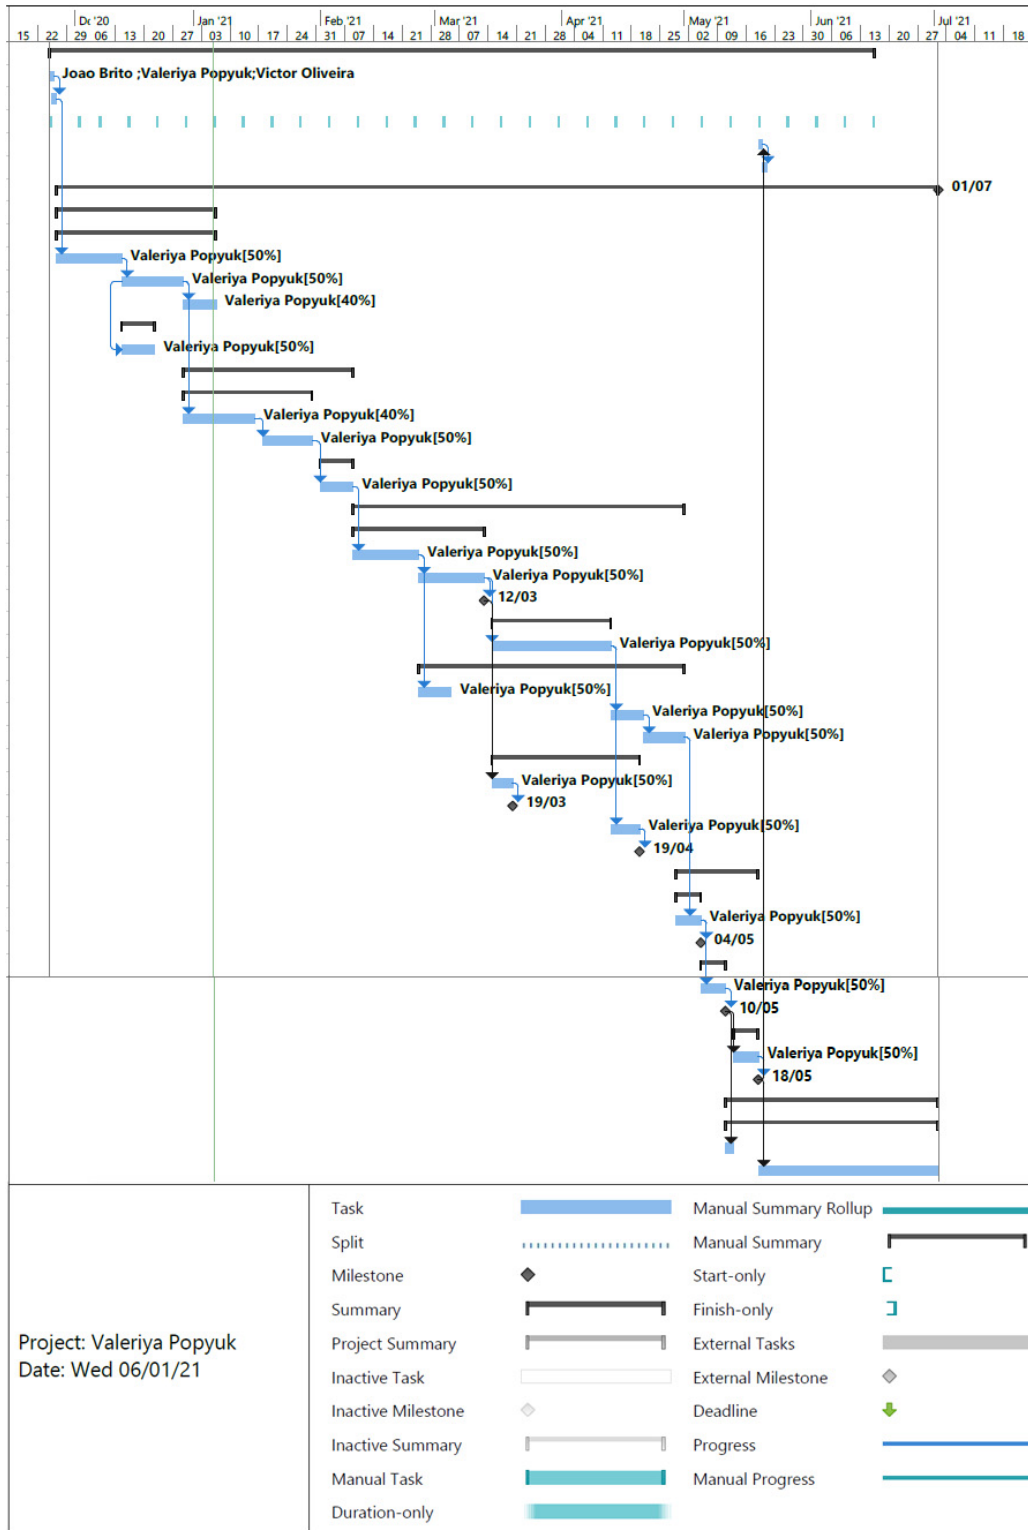 Dc '20 Jan '21 Feb '21 Mar '21 Apr '21 May '21 Jun '21 Jul '21
15 22 29 06 13 20 27 03 10 17 24 31 07 14 21 28 07 14 21 28 04 11 18 25 02 09 16 23 30 06 13 20 27 04 11 18
Joao Brito ;Valeriya Popyuk;Victor Oliveira
01/07
Valeriya Popyuk[50%]
Valeriya Popyuk[50%]
Valeriya Popyuk[40%]
Valeriya Popyuk[50%]
Valeriya Popyuk[40%]
Valeriya Popyuk[50%]
Valeriya Popyuk[50%]
Valeriya Popyuk[50%]
Valeriya Popyuk[50%]
12/03
Valeriya Popyuk[50%]
Valeriya Popyuk[50%]
Valeriya Popyuk[50%]
Valeriya Popyuk[50%]
Valeriya Popyuk[50%]
19/03
Valeriya Popyuk[50%]
19/04
Valeriya Popyuk[50%]
04/05
Valeriya Popyuk[50%]
10/05
Valeriya Popyuk[50%]
18/05
Project: Valeriya Popyuk
Date: Wed 06/01/21
Task
Split
Milestone
Summary
Project Summary
Inactive Task
Inactive Milestone
Inactive Summary
Manual Task
Duration-only
Manual Summary Rollup
Manual Summary
Start-only
Finish-only
External Tasks
External Milestone
Deadline
Progress
Manual Progress